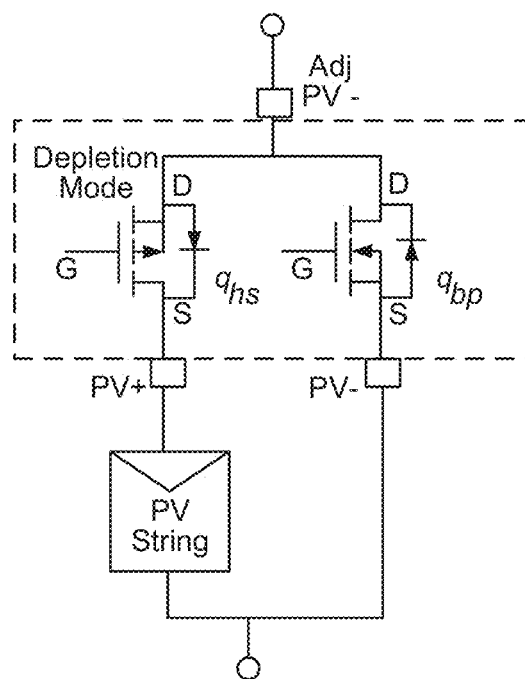 Adj
PV -
Depletion
Mode
D
D
G
G
q_hs
q_bp
S
S
PV+
PV-
PV
String